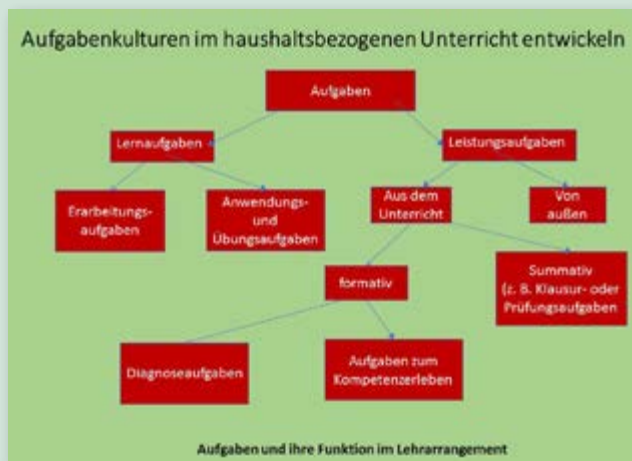 Aufgabenkulturen im haushaltsbezogenen Unterricht entwickeln
Aufgaben
Lernaufgaben
Leistungsaufgaben
Erarbeitungs-
aufgaben
Anwendungs-
und
Übungsaufgaben
Aus dem
Unterricht
Von
außen
formativ
Summativ
(z. B. Klausur- oder
Prüfungsaufgaben
Diagnoseaufgaben
Aufgaben zum
Kompetenzerleben
Aufgaben und ihre Funktion im Lehrarrangement